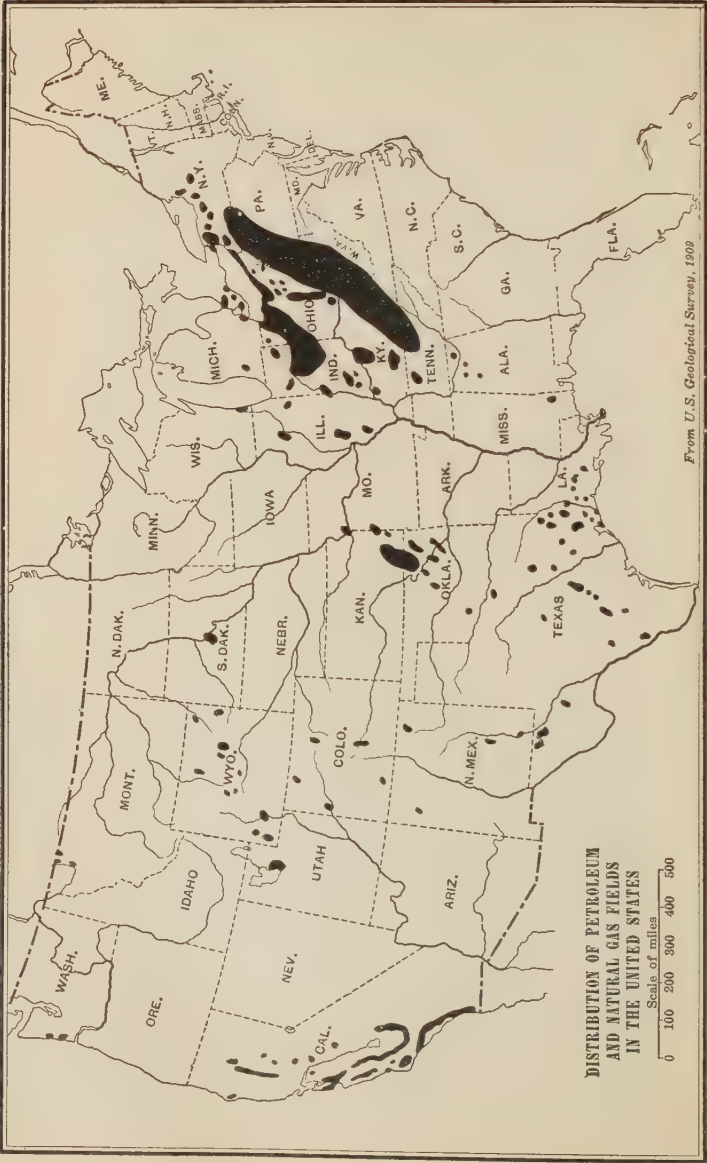 ME.
VT.
N.H.
MASS.
R.I.
CONN.
N.Y.
N.J.
PA.
DEL.
MD.
W.VA.
VA.
N.C.
S.C.
GA.
FLA.
OHIO
MICH.
IND.
KY.
TENN.
ALA.
WIS.
ILL.
MISS.
MINN.
IOWA
MO.
ARK.
LA.
N. DAK.
S. DAK.
NEBR.
KAN.
OKLA.
TEXAS
MONT.
WYO.
COLO.
N. MEX.
IDAHO
UTAH
ARIZ.
WASH.
ORE.
NEV.
CAL.
DISTRIBUTION OF PETROLEUM
AND NATURAL GAS FIELDS
IN THE UNITED STATES
Scale of miles
0 100 200 300 400 500
From U.S. Geological Survey, 1909